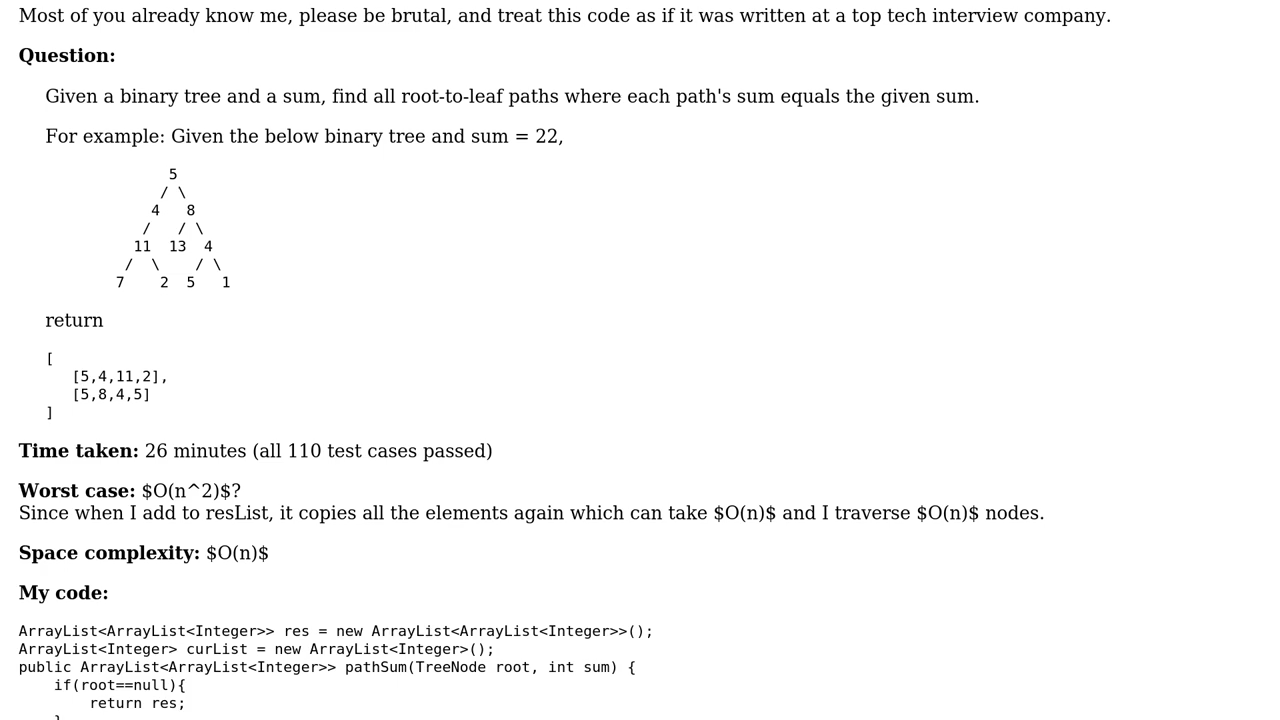 Most of you already know me, please be brutal, and treat this code as if it was written at a top tech interview company.
Question:
Given a binary tree and a sum, find all root-to-leaf paths where each path's sum equals the given sum.
For example: Given the below binary tree and sum = 22,
5
/ \
4 8
/ / \
11 13 4
/ \ / \
7 2 5 1
return
[
[5,4,11,2],
[5,8,4,5]
]
Time taken: 26 minutes (all 110 test cases passed)
Worst case: $O(n^2)$?
Since when I add to resList, it copies all the elements again which can take $O(n)$ and I traverse $O(n)$ nodes.
Space complexity: $O(n)$
My code:
ArrayList<ArrayList<Integer>> res = new ArrayList<ArrayList<Integer>>();
ArrayList<Integer> curList = new ArrayList<Integer>();
public ArrayList<ArrayList<Integer>> pathSum(TreeNode root, int sum) {
if(root==null){
return res;
}